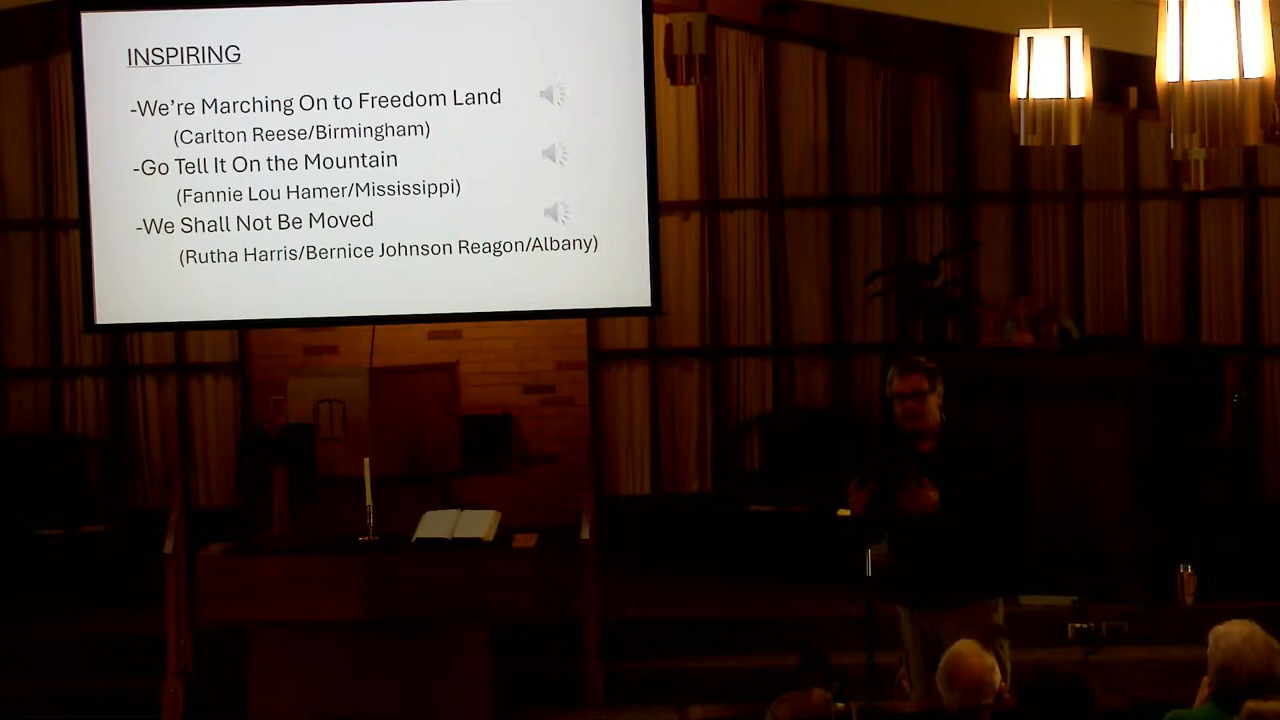 INSPIRING
-We're Marching On to Freedom Land
(Carlton Reese/Birmingham)
-Go Tell It On the Mountain
(Fannie Lou Hamer/Mississippi)
-We Shall Not Be Moved
(Rutha Harris/Bernice Johnson Reagon/Albany)